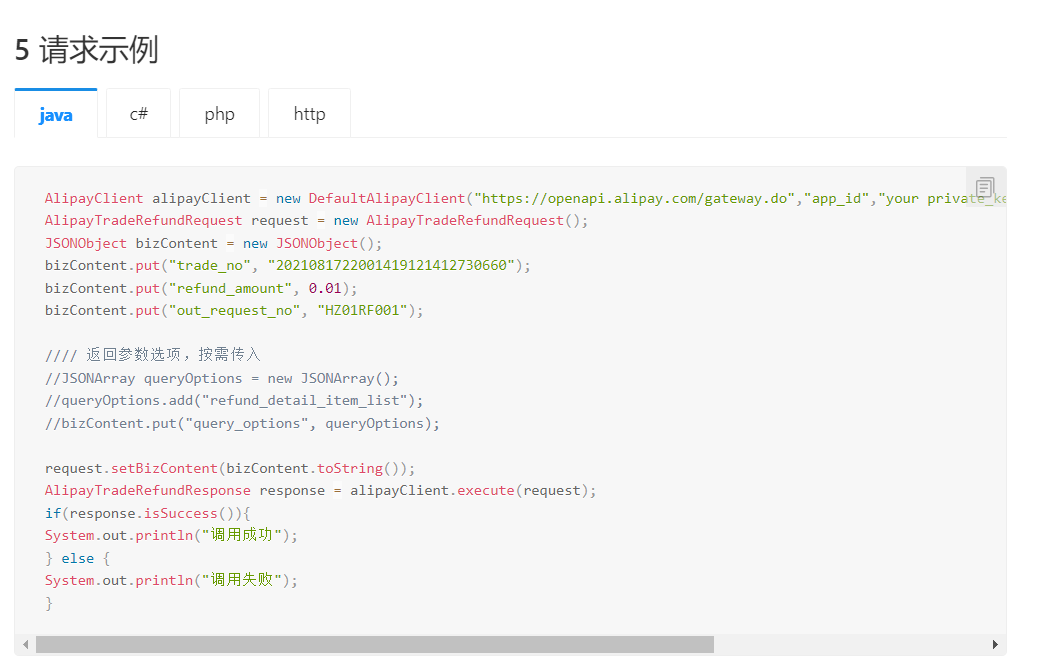 5 请求示例
java c# php http
AlipayClient alipayClient = new DefaultAlipayClient("https://openapi.alipay.com/gateway.do","app_id","your private_ke
AlipayTradeRefundRequest request = new AlipayTradeRefundRequest();
JSONObject bizContent = new JSONObject();
bizContent.put("trade_no", "2021081722001419121412730660");
bizContent.put("refund_amount", 0.01);
bizContent.put("out_request_no", "HZ01RF001");
//// 返回参数选项，按需传入
//JSONArray queryOptions = new JSONArray();
//queryOptions.add("refund_detail_item_list");
//bizContent.put("query_options", queryOptions);
request.setBizContent(bizContent.toString());
AlipayTradeRefundResponse response = alipayClient.execute(request);
if(response.isSuccess()){
System.out.println("调用成功");
} else {
System.out.println("调用失败");
}